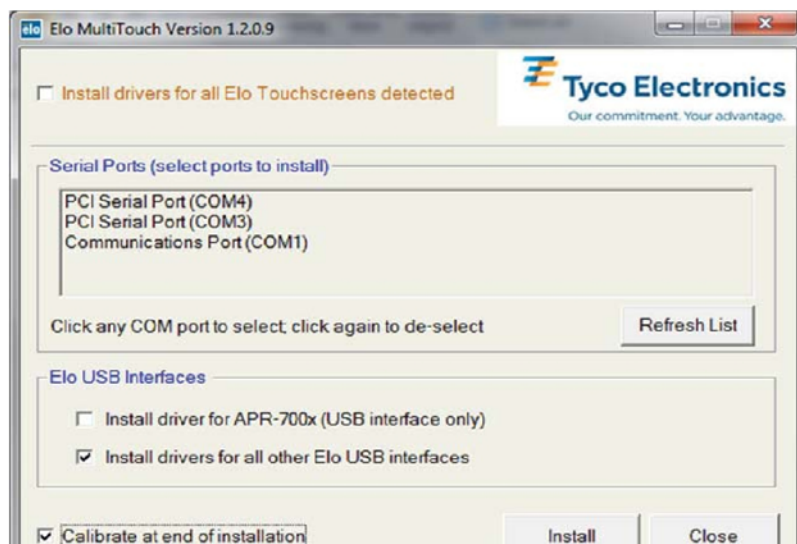 elo Elo MultiTouch Version 1.2.0.9
Install drivers for all Elo Touchscreens detected
Tyco Electronics
Our commitment. Your advantage.
Serial Ports (select ports to install)
PCI Serial Port (COM4)
PCI Serial Port (COM3)
Communications Port (COM1)
Click any COM port to select; click again to de-select
Refresh List
Elo USB Interfaces
Install driver for APR-700x (USB interface only)
Install drivers for all other Elo USB interfaces
Calibrate at end of installation
Install
Close